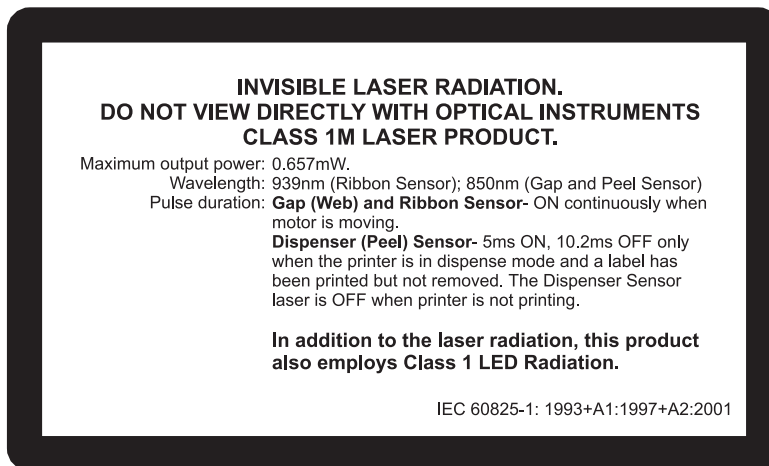 INVISIBLE LASER RADIATION.
DO NOT VIEW DIRECTLY WITH OPTICAL INSTRUMENTS
CLASS 1M LASER PRODUCT.
Maximum output power: 0.657mW.
Wavelength: 939nm (Ribbon Sensor); 850nm (Gap and Peel Sensor)
Pulse duration: Gap (Web) and Ribbon Sensor- ON continuously when
motor is moving.
Dispenser (Peel) Sensor- 5ms ON, 10.2ms OFF only
when the printer is in dispense mode and a label has
been printed but not removed. The Dispenser Sensor
laser is OFF when printer is not printing.
In addition to the laser radiation, this product
also employs Class 1 LED Radiation.
IEC 60825-1: 1993+A1:1997+A2:2001